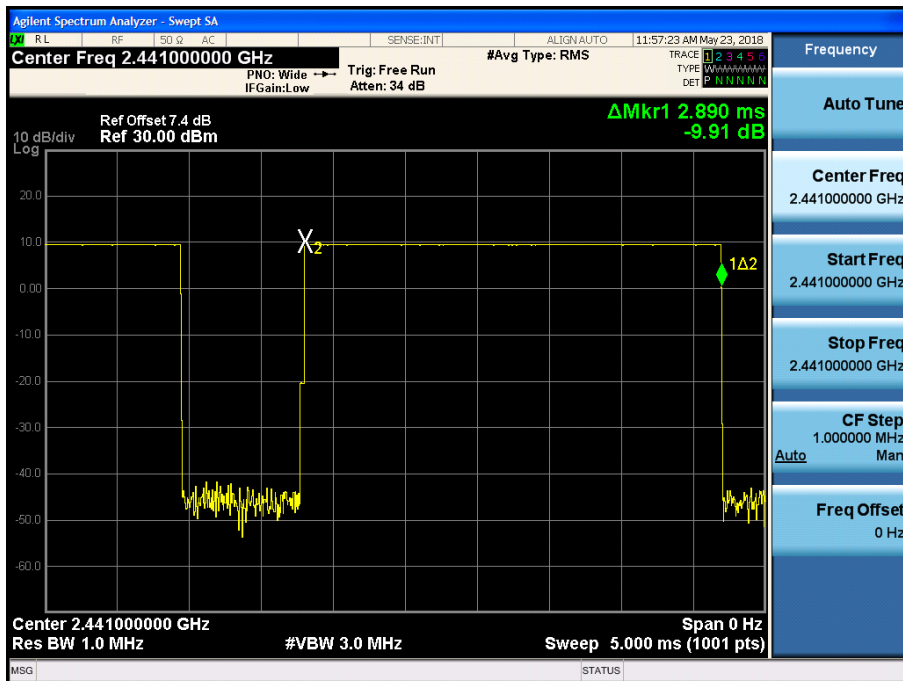 Agilent Spectrum Analyzer - Swept SA
LXI RL RF 50 Ω AC SENSE:INT ALIGN AUTO 11:57:23 AM May 23, 2018
Center Freq 2.441000000 GHz #Avg Type: RMS TRACE 1 2 3 4 5 6
PNO: Wide Trig: Free Run TYPE WWWWWW
IFGain:Low Atten: 34 dB DET P N N N N N
ΔMkr1 2.890 ms
-9.91 dB
Ref Offset 7.4 dB
10 dB/div Ref 30.00 dBm
Log
20.0
10.0
0.00
-10.0
-20.0
-30.0
-40.0
-50.0
-60.0
X2
1Δ2
Center 2.441000000 GHz Span 0 Hz
Res BW 1.0 MHz #VBW 3.0 MHz Sweep 5.000 ms (1001 pts)
MSG STATUS
Frequency
Auto Tune
Center Freq
2.441000000 GHz
Start Freq
2.441000000 GHz
Stop Freq
2.441000000 GHz
CF Step
1.000000 MHz
Auto Man
Freq Offset
0 Hz